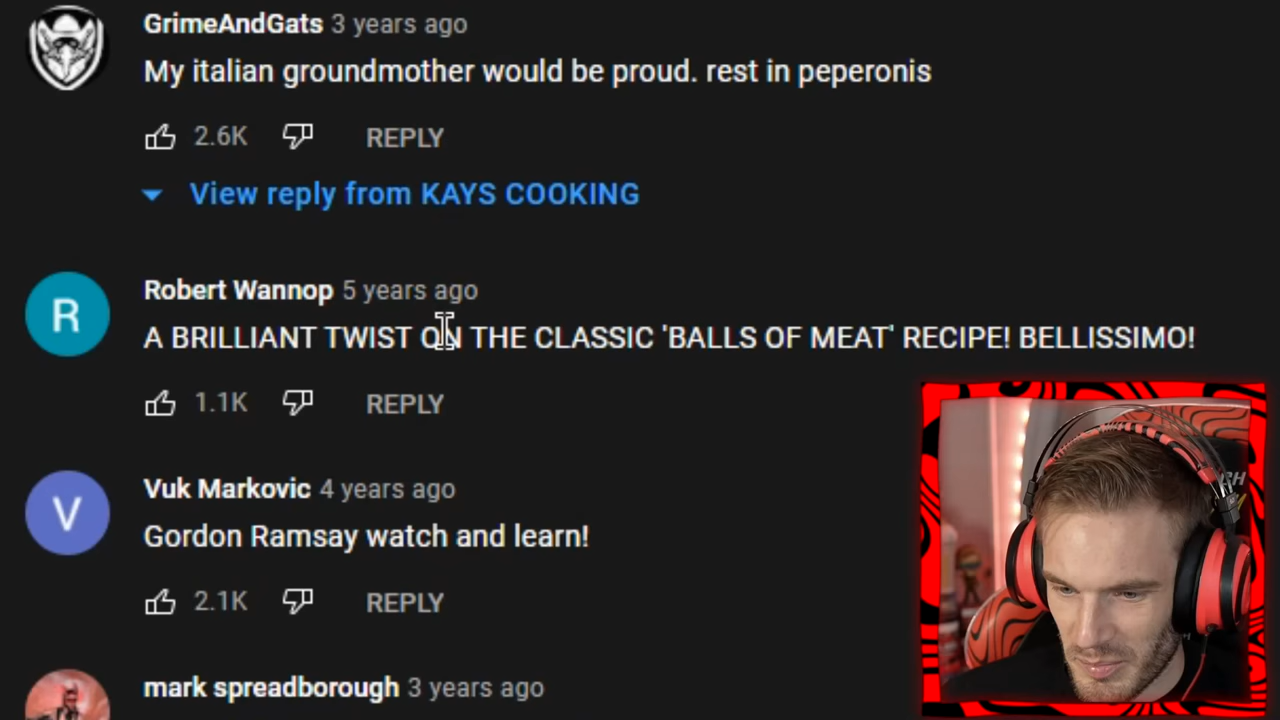 GrimeAndGats 3 years ago
My italian groundmother would be proud. rest in peperonis
2.6K REPLY
View reply from KAYS COOKING
R
Robert Wannop 5 years ago
A BRILLIANT TWIST ON THE CLASSIC 'BALLS OF MEAT' RECIPE! BELLISSIMO!
1.1K REPLY
V
Vuk Markovic 4 years ago
Gordon Ramsay watch and learn!
2.1K REPLY
mark spreadborough 3 years ago